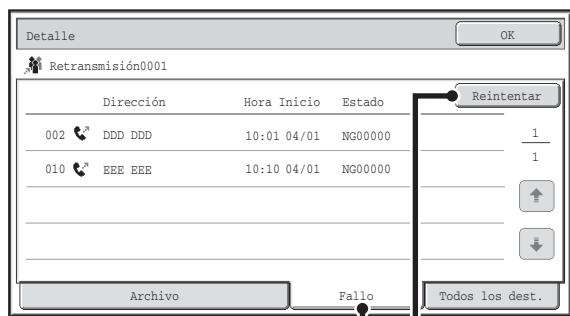 Detalle OK
Retransmisión0001
Dirección Hora Inicio Estado Reintentar
002 DDD DDD 10:01 04/01 NG00000 1
1
010 EEE EEE 10:10 04/01 NG00000
Archivo Fallo Todos los dest.